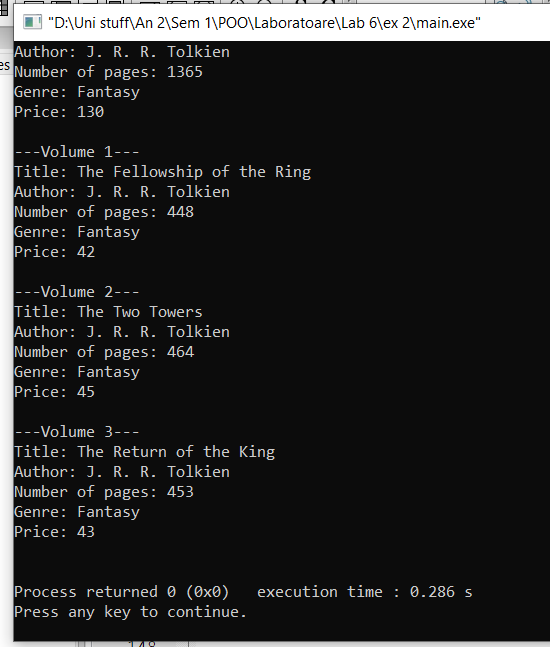 "D:\Uni stuff\An 2\Sem 1\POO\Laboratoare\Lab 6\ex 2\main.exe"
es
Author: J. R. R. Tolkien
Number of pages: 1365
Genre: Fantasy
Price: 130
---Volume 1---
Title: The Fellowship of the Ring
Author: J. R. R. Tolkien
Number of pages: 448
Genre: Fantasy
Price: 42
---Volume 2---
Title: The Two Towers
Author: J. R. R. Tolkien
Number of pages: 464
Genre: Fantasy
Price: 45
---Volume 3---
Title: The Return of the King
Author: J. R. R. Tolkien
Number of pages: 453
Genre: Fantasy
Price: 43
Process returned 0 (0x0)   execution time : 0.286 s
Press any key to continue.